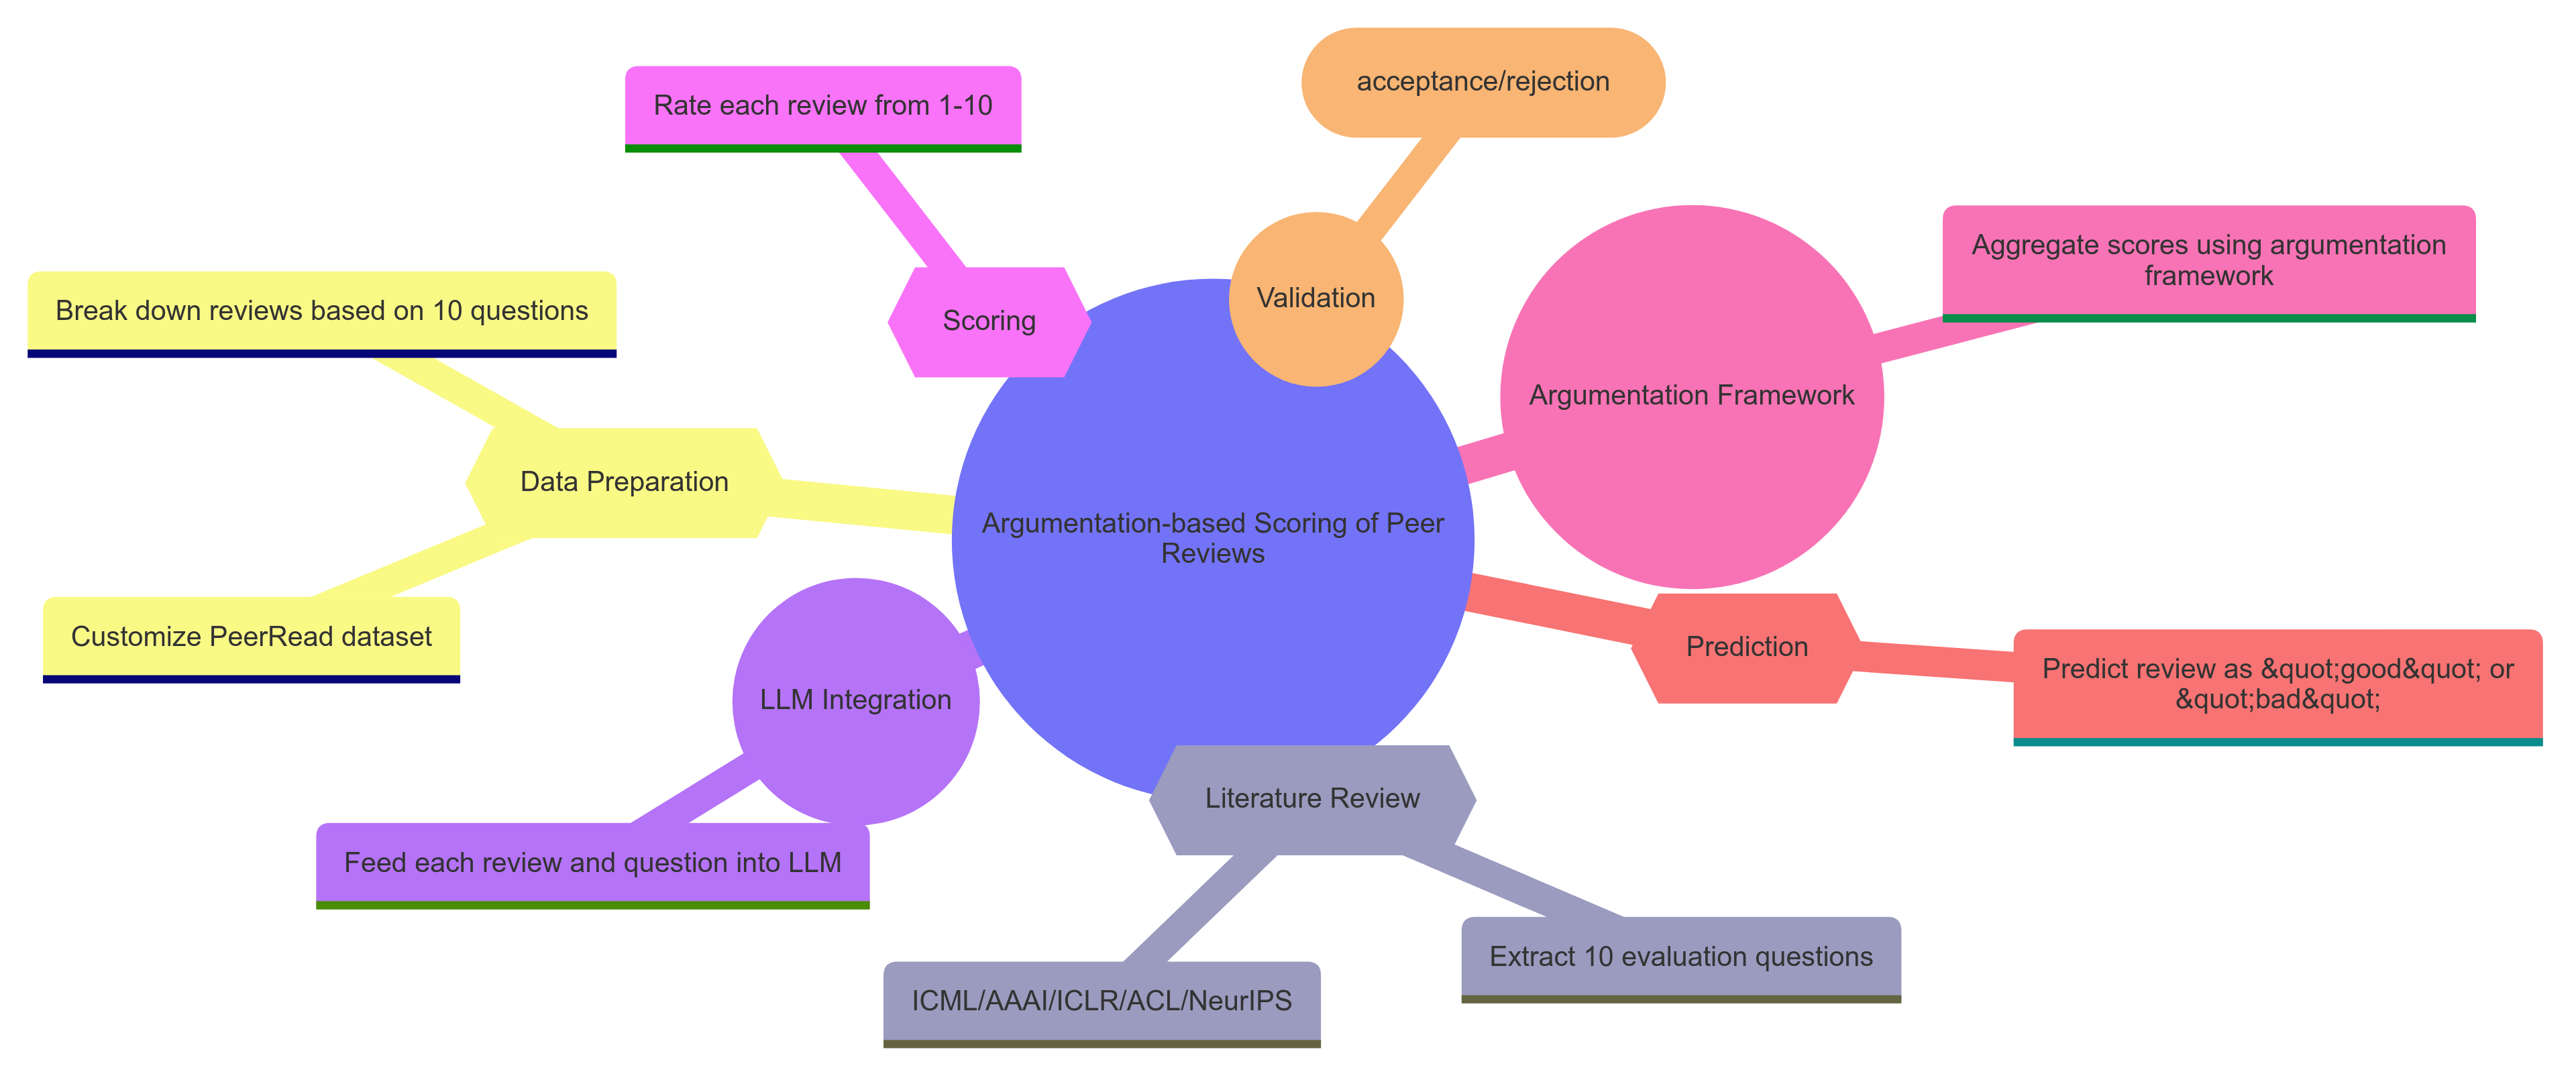 acceptance/rejection
Rate each review from 1-10
Aggregate scores using argumentation
framework
Validation
Break down reviews based on 10 questions
Scoring
Argumentation Framework
Data Preparation
Argumentation-based Scoring of Peer
Reviews
Customize PeerRead dataset
Prediction
Predict review as &quot;good&quot; or
&quot;bad&quot;
LLM Integration
Literature Review
Feed each review and question into LLM
Extract 10 evaluation questions
ICML/AAAI/ICLR/ACL/NeurIPS